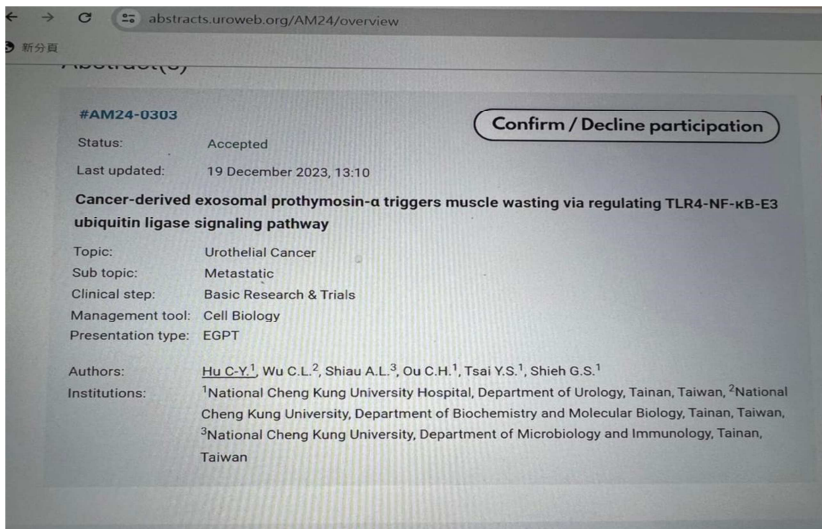 abstracts.uroweb.org/AM24/overview
新分頁
Abstract(s)
#AM24-0303
Confirm / Decline participation
Status: Accepted
Last updated: 19 December 2023, 13:10
Cancer-derived exosomal prothymosin-α triggers muscle wasting via regulating TLR4-NF-κB-E3
ubiquitin ligase signaling pathway
Topic: Urothelial Cancer
Sub topic: Metastatic
Clinical step: Basic Research & Trials
Management tool: Cell Biology
Presentation type: EGPT
Authors: Hu C-Y.¹, Wu C.L.², Shiau A.L.³, Ou C.H.¹, Tsai Y.S.¹, Shieh G.S.¹
Institutions: ¹National Cheng Kung University Hospital, Department of Urology, Tainan, Taiwan, ²National
Cheng Kung University, Department of Biochemistry and Molecular Biology, Tainan, Taiwan,
³National Cheng Kung University, Department of Microbiology and Immunology, Tainan,
Taiwan